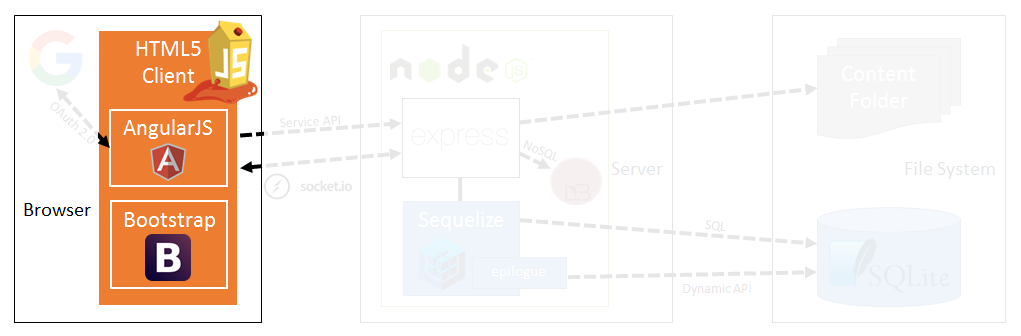 HTML5
Client
JS
OAuth 2.0
AngularJS
A
Browser
Bootstrap
B
Service API
socket.io
node
JS
express
NoSQL
Server
Sequelize
epilogue
SQL
Dynamic API
Content
Folder
File System
SQLite